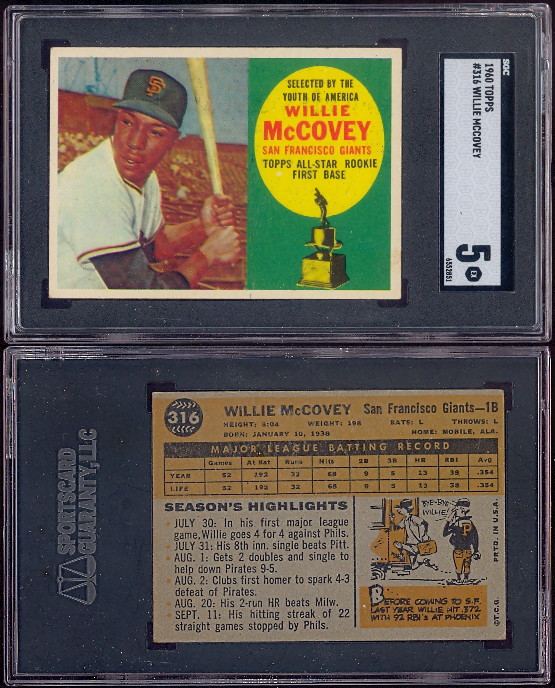 SF
SELECTED BY THE
YOUTH OF AMERICA
WILLIE
McCOVEY
SAN FRANCISCO GIANTS
TOPPS ALL-STAR ROOKIE
FIRST BASE
SGC
1960 TOPPS
#316 WILLIE MCCOVEY
5 EX
6552851
SPORTSCARD
GUARANTY, LLC
316
WILLIE McCOVEY San Francisco Giants—1B
HEIGHT: 6:04 WEIGHT: 198 BATS: L THROWS: L
BORN: JANUARY 10, 1938 HOME: MOBILE, ALA.
MAJOR LEAGUE BATTING RECORD
Games At Bat Runs Hits 2B 3B HR RBI Avg
YEAR 52 192 32 68 9 5 13 38 .354
LIFE 52 192 32 68 9 5 13 38 .354
SEASON'S HIGHLIGHTS
JULY 30: In his first major league
game, Willie goes 4 for 4 against Phils.
JULY 31: His 8th inn. single beats Pitt.
AUG. 1: Gets 2 doubles and single to
help down Pirates 9-5.
AUG. 2: Clubs first homer to spark 4-3
defeat of Pirates.
AUG. 20: His 2-run HR beats Milw.
SEPT. 11: His hitting streak of 22
straight games stopped by Phils.
BYE-BYE,
WILLIE!
P
BEFORE COMING TO S.F.
LAST YEAR WILLIE HIT .372
WITH 92 RBI's AT PHOENIX
©T.C.G. PRTD. IN U.S.A.